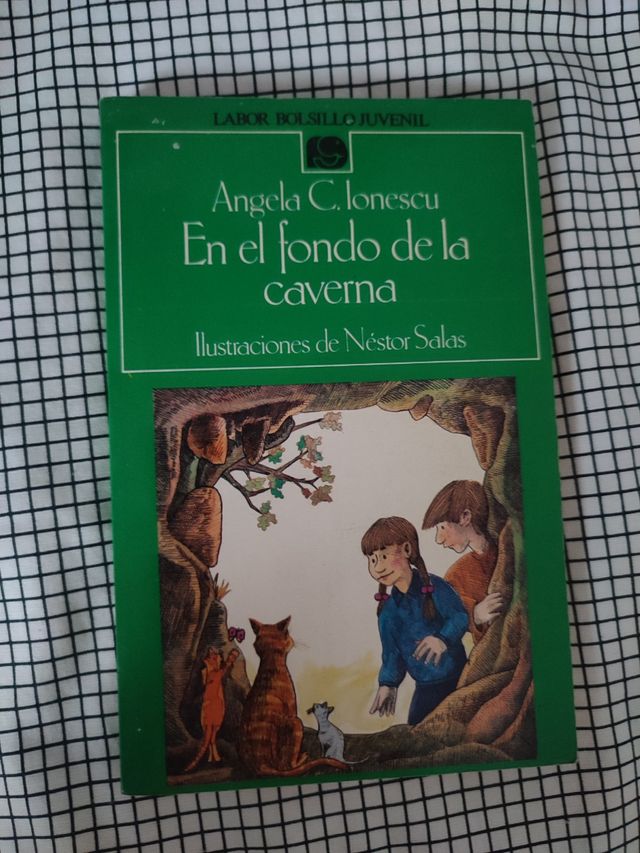 LABOR BOLSILLO JUVENIL
Angela C. Ionescu
En el fondo de la
caverna
Ilustraciones de Néstor Salas